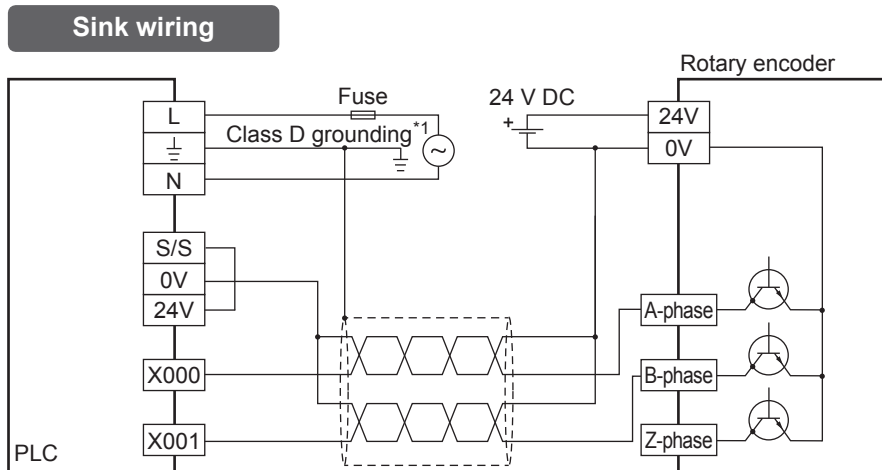 Sink wiring
Rotary encoder
L
Fuse
24 V DC
+
24V
Class D grounding*1
~
0V
N
S/S
0V
24V
A-phase
X000
B-phase
X001
Z-phase
PLC